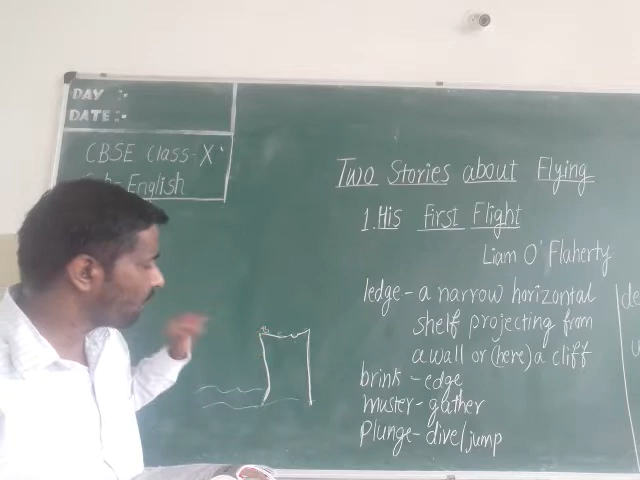 DAY :-
DATE :-
CBSE Class-X
Sub- English
Two Stories about Flying
1. His First Flight
Liam O'Flaherty
ledge - a narrow horizontal
shelf projecting from
a wall or (here) a cliff
brink - edge
muster - gather
Plunge - dive/jump
de